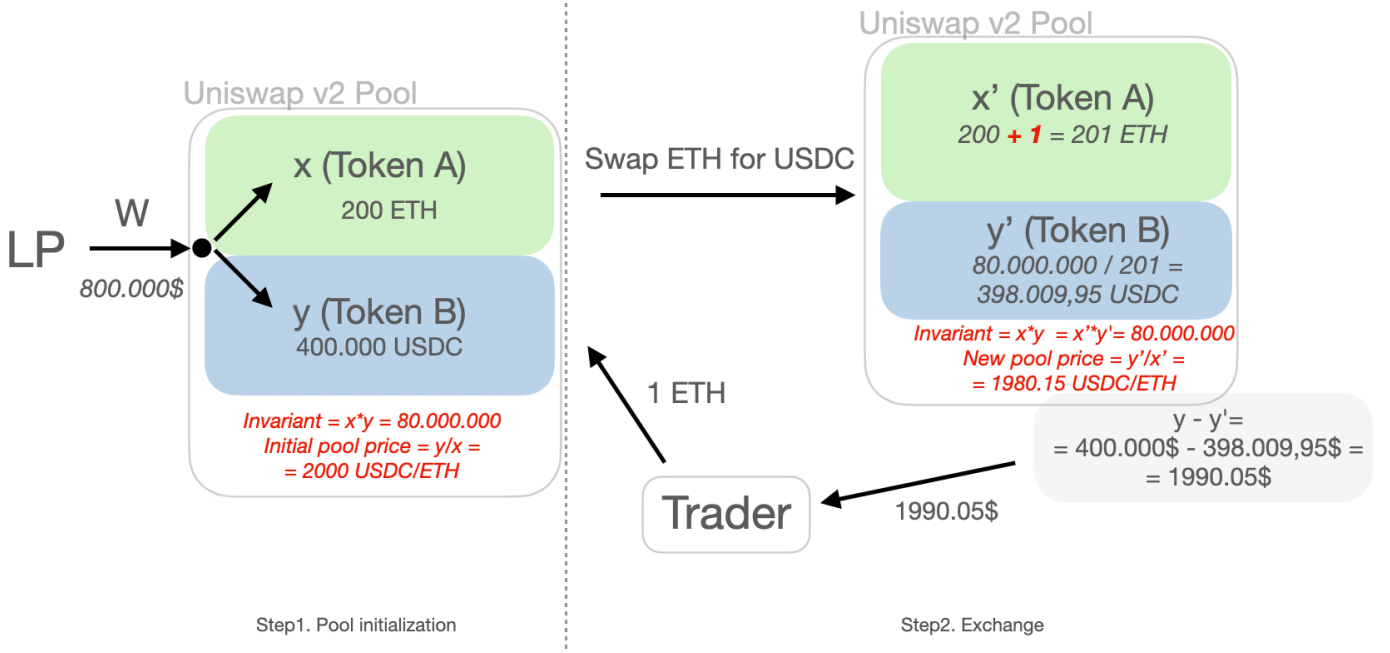 Uniswap v2 Pool
x (Token A)
200 ETH
LP
W
800.000$
y (Token B)
400.000 USDC
Invariant = x*y = 80.000.000
Initial pool price = y/x =
= 2000 USDC/ETH
Step1. Pool initialization
Swap ETH for USDC
Uniswap v2 Pool
x’ (Token A)
200 + 1 = 201 ETH
y’ (Token B)
80.000.000 / 201 =
398.009,95 USDC
Invariant = x*y  = x’*y'= 80.000.000
New pool price = y’/x’ =
= 1980.15 USDC/ETH
1 ETH
y - y'=
= 400.000$ - 398.009,95$ =
= 1990.05$
Trader
1990.05$
Step2. Exchange